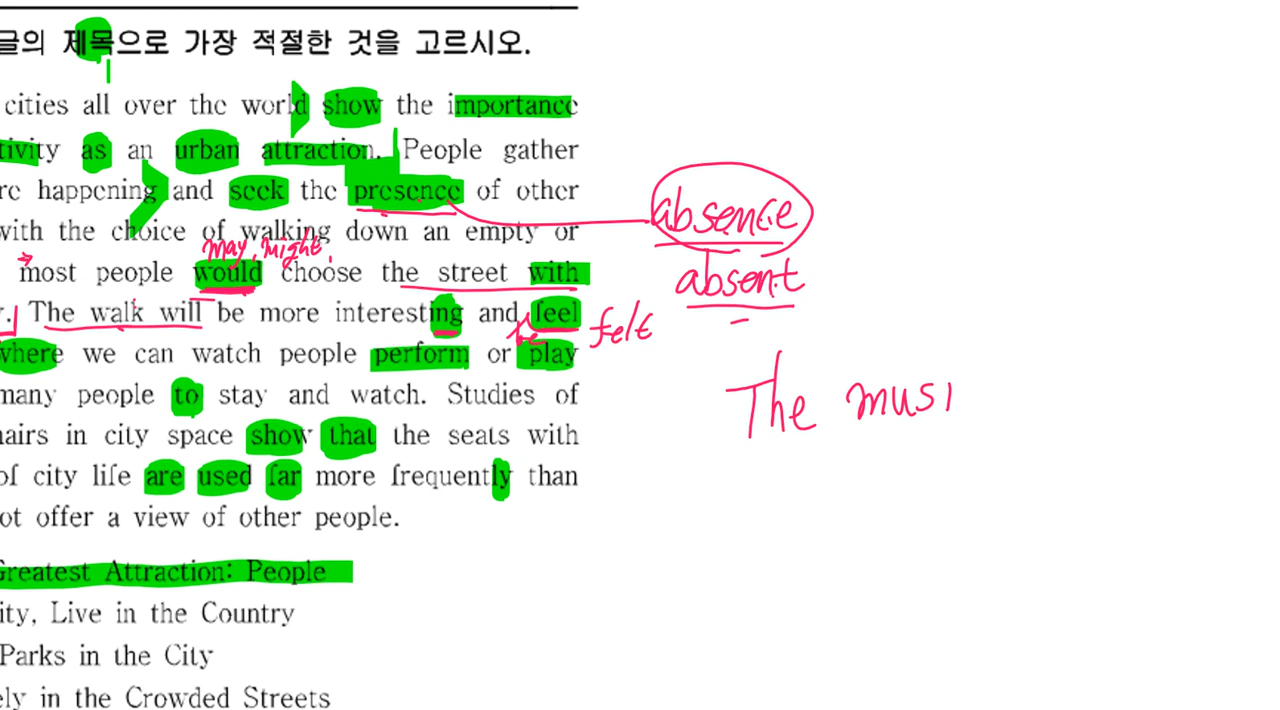 글의 제목으로 가장 적절한 것을 고르시오.
cities all over the world show the importance
tivity as an urban attraction. People gather
re happening and seek the presence of other
absence
with the choice of walking down an empty or
may, might
most people would choose the street with
absent
The walk will be more interesting and feel
be
felt
where we can watch people perform or play
The musi
many people to stay and watch. Studies of
hairs in city space show that the seats with
of city life are used far more frequently than
ot offer a view of other people.
Greatest Attraction: People
ity, Live in the Country
Parks in the City
ely in the Crowded Streets